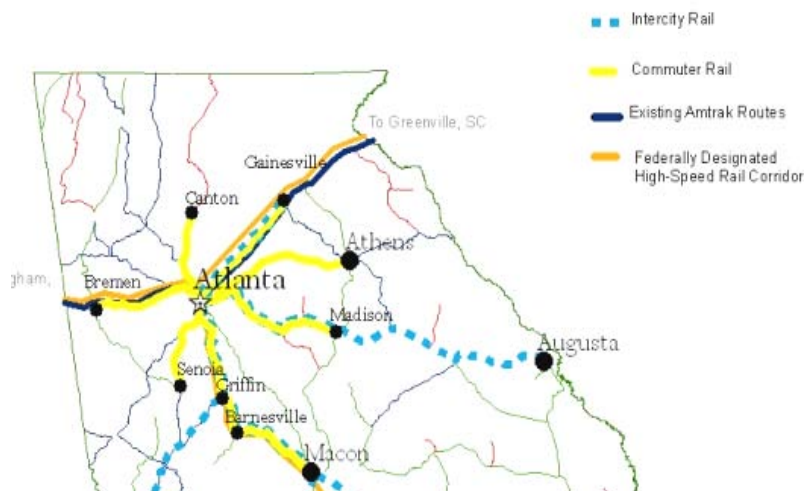 Intercity Rail
Commuter Rail
Existing Amtrak Routes
Federally Designated
High-Speed Rail Corridor
To Greenville, SC
Gainesville
Canton
Athens
gham,
Bremen
Atlanta
Madison
Augusta
Senoia
Griffin
Barnesville
Macon